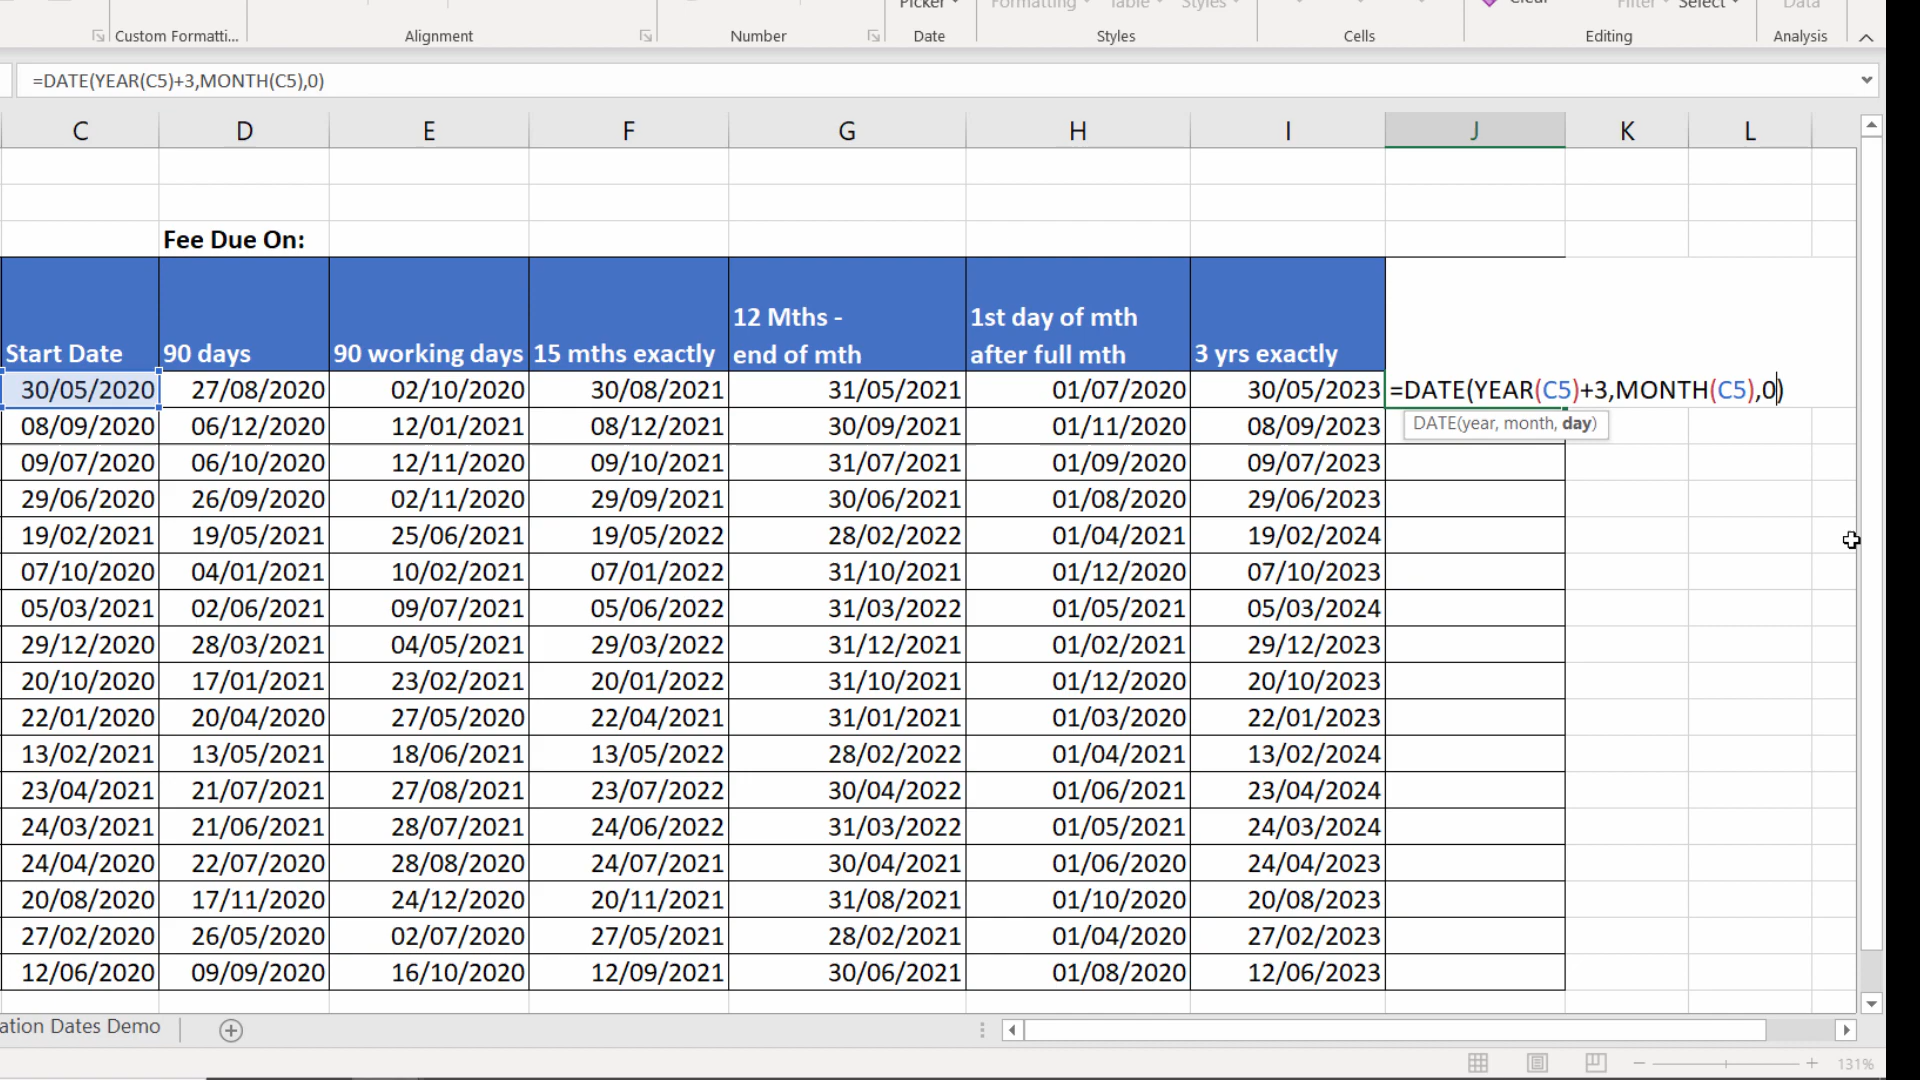 Picker
Formatting Table Styles
Clear
Filter Select
Data
Custom Formatti...
Alignment
Number
Date
Styles
Cells
Editing
Analysis
=DATE(YEAR(C5)+3,MONTH(C5),0)
C D E F G H I J K L
Fee Due On:
Start Date 90 days 90 working days 15 mths exactly 12 Mths - end of mth 1st day of mth after full mth 3 yrs exactly
30/05/2020 27/08/2020 02/10/2020 30/08/2021 31/05/2021 01/07/2020 30/05/2023 =DATE(YEAR(C5)+3,MONTH(C5),0)
DATE(year, month, day)
08/09/2020 06/12/2020 12/01/2021 08/12/2021 30/09/2021 01/11/2020 08/09/2023
09/07/2020 06/10/2020 12/11/2020 09/10/2021 31/07/2021 01/09/2020 09/07/2023
29/06/2020 26/09/2020 02/11/2020 29/09/2021 30/06/2021 01/08/2020 29/06/2023
19/02/2021 19/05/2021 25/06/2021 19/05/2022 28/02/2022 01/04/2021 19/02/2024
07/10/2020 04/01/2021 10/02/2021 07/01/2022 31/10/2021 01/12/2020 07/10/2023
05/03/2021 02/06/2021 09/07/2021 05/06/2022 31/03/2022 01/05/2021 05/03/2024
29/12/2020 28/03/2021 04/05/2021 29/03/2022 31/12/2021 01/02/2021 29/12/2023
20/10/2020 17/01/2021 23/02/2021 20/01/2022 31/10/2021 01/12/2020 20/10/2023
22/01/2020 20/04/2020 27/05/2020 22/04/2021 31/01/2021 01/03/2020 22/01/2023
13/02/2021 13/05/2021 18/06/2021 13/05/2022 28/02/2022 01/04/2021 13/02/2024
23/04/2021 21/07/2021 27/08/2021 23/07/2022 30/04/2022 01/06/2021 23/04/2024
24/03/2021 21/06/2021 28/07/2021 24/06/2022 31/03/2022 01/05/2021 24/03/2024
24/04/2020 22/07/2020 28/08/2020 24/07/2021 30/04/2021 01/06/2020 24/04/2023
20/08/2020 17/11/2020 24/12/2020 20/11/2021 31/08/2021 01/10/2020 20/08/2023
27/02/2020 26/05/2020 02/07/2020 27/05/2021 28/02/2021 01/04/2020 27/02/2023
12/06/2020 09/09/2020 16/10/2020 12/09/2021 30/06/2021 01/08/2020 12/06/2023
ation Dates Demo
131%